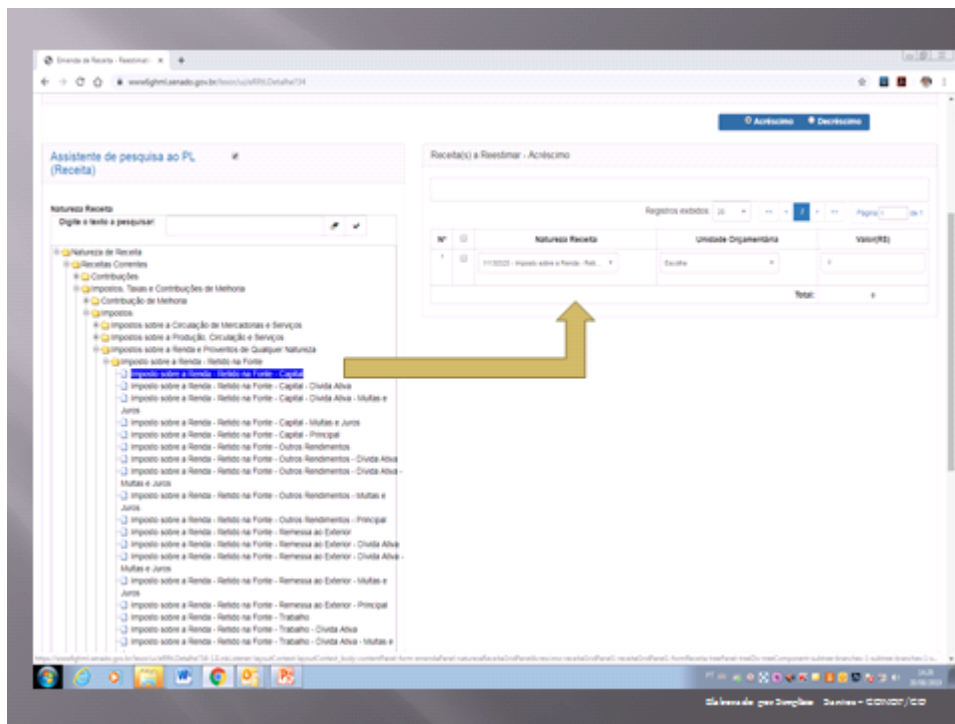 Emenda de Receita - Reestimat
Acréscimo Decréscimo
Assistente de pesquisa ao PL
(Receita)
Receita(s) a Reestimar - Acréscimo
Natureza Receita
Digite o texto a pesquisar:
Registros exibidos
Página de 1
Nº Natureza Receita Unidade Orçamentária Valor(R$)
1 Imposto sobre a Renda - Reti... Escolha 0
Total: 0
Natureza de Receita
Receitas Correntes
Contribuições
Impostos, Taxas e Contribuições de Melhoria
Contribuição de Melhoria
Impostos
Impostos sobre a Circulação de Mercadorias e Serviços
Impostos sobre a Produção, Circulação e Serviços
Impostos sobre a Renda e Proventos de Qualquer Natureza
Imposto sobre a Renda - Retido na Fonte
Imposto sobre a Renda - Retido na Fonte - Capital
Imposto sobre a Renda - Retido na Fonte - Capital - Dívida Ativa
Imposto sobre a Renda - Retido na Fonte - Capital - Dívida Ativa - Multas e
Juros
Imposto sobre a Renda - Retido na Fonte - Capital - Multas e Juros
Imposto sobre a Renda - Retido na Fonte - Capital - Principal
Imposto sobre a Renda - Retido na Fonte - Outros Rendimentos
Imposto sobre a Renda - Retido na Fonte - Outros Rendimentos - Dívida Ativa
Imposto sobre a Renda - Retido na Fonte - Outros Rendimentos - Dívida Ativa -
Multas e Juros
Imposto sobre a Renda - Retido na Fonte - Outros Rendimentos - Multas e
Juros
Imposto sobre a Renda - Retido na Fonte - Outros Rendimentos - Principal
Imposto sobre a Renda - Retido na Fonte - Remessa ao Exterior
Imposto sobre a Renda - Retido na Fonte - Remessa ao Exterior - Dívida Ativa
Imposto sobre a Renda - Retido na Fonte - Remessa ao Exterior - Dívida Ativa -
Multas e Juros
Imposto sobre a Renda - Retido na Fonte - Remessa ao Exterior - Multas e
Juros
Imposto sobre a Renda - Retido na Fonte - Remessa ao Exterior - Principal
Imposto sobre a Renda - Retido na Fonte - Trabalho
Imposto sobre a Renda - Retido na Fonte - Trabalho - Dívida Ativa
Imposto sobre a Renda - Retido na Fonte - Trabalho - Dívida Ativa - Multas e